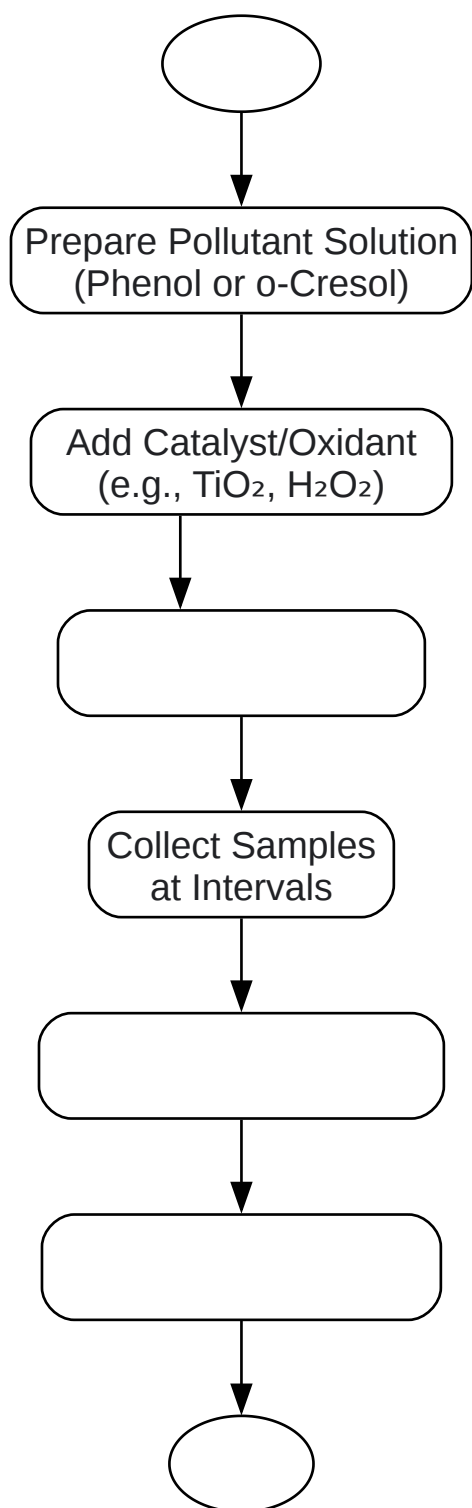 Prepare Pollutant Solution
(Phenol or o-Cresol)
Add Catalyst/Oxidant
(e.g., TiO₂, H₂O₂)
Collect Samples
at Intervals